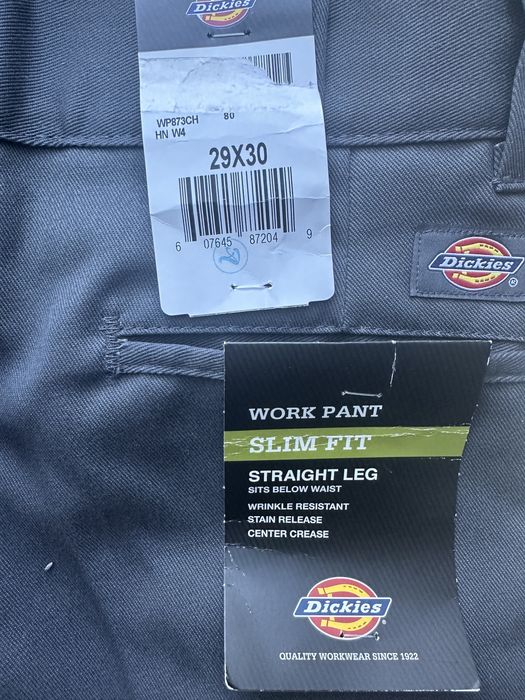 Dickies
WP873CH 80
HN W4
29X30
6 07645 87204 9
2
Dickies
®
WORK PANT
SLIM FIT
STRAIGHT LEG
SITS BELOW WAIST
WRINKLE RESISTANT
STAIN RELEASE
CENTER CREASE
Dickies
QUALITY WORKWEAR SINCE 1922